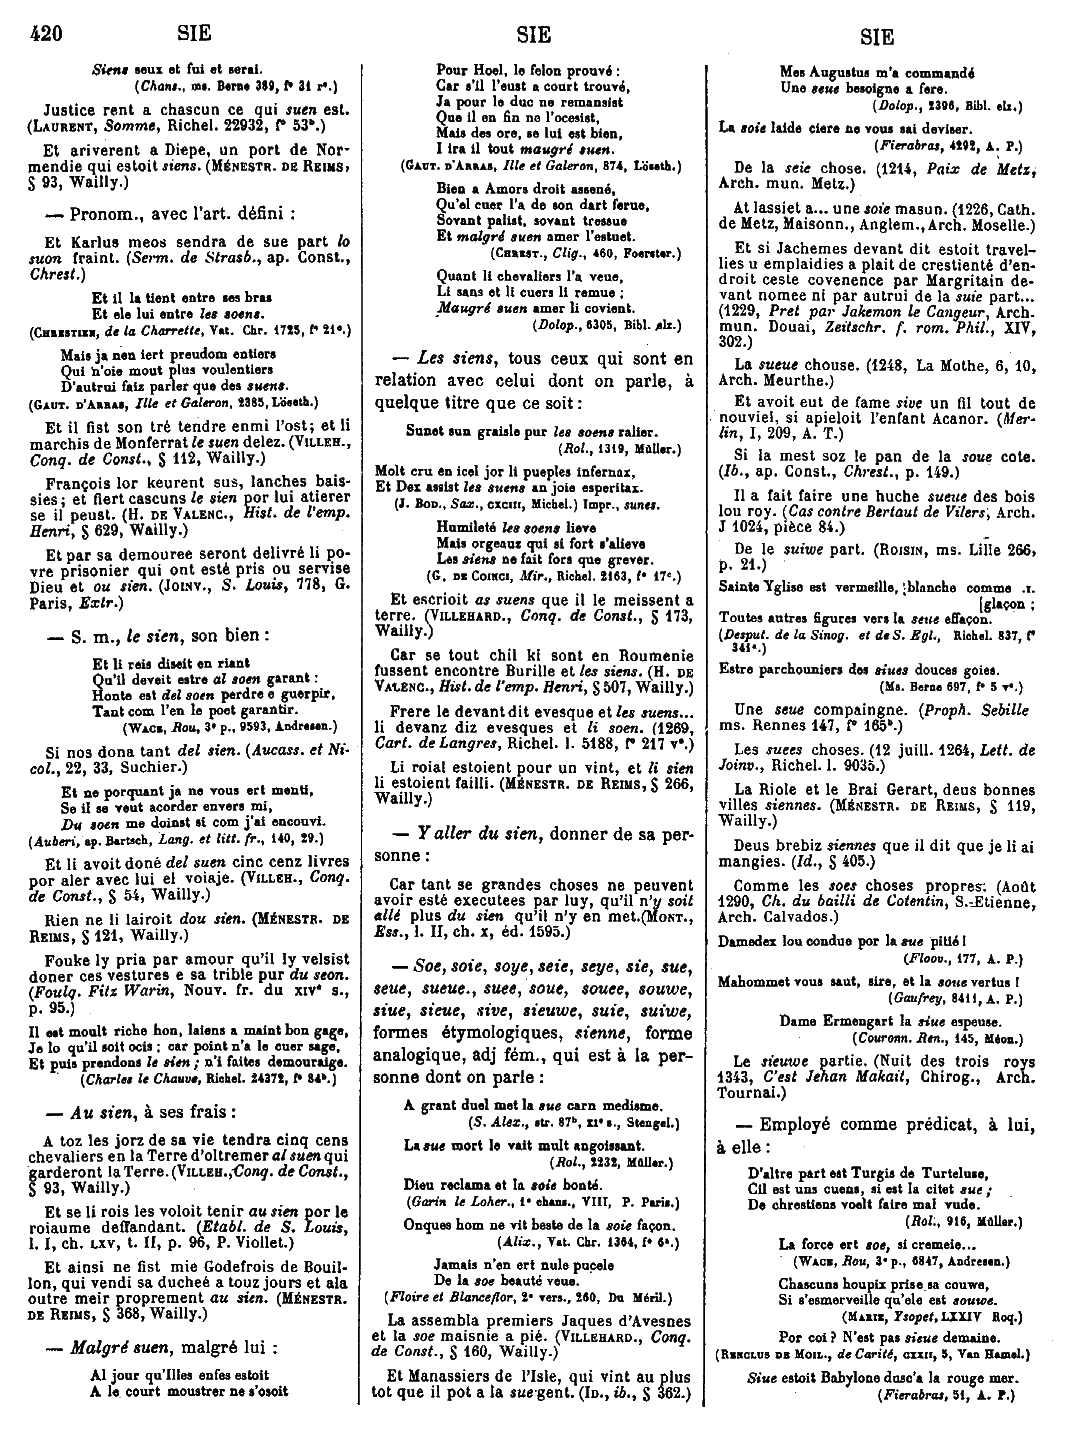 420 SIE SIE SIE
Siens seux et fui et serai.
(Chans., ms. Berne 389, f° 31 r°.)
Justice rent a chascun ce qui suen est.
(LAURENT, Somme, Richel. 22932, f° 53ᵇ.)
Et ariverent a Diepe, un port de Nor-
mendie qui estoit siens. (MÉNESTR. DE REIMS,
§ 93, Wailly.)
— Pronom., avec l'art. défini :
Et Karlus meos sendra de sue part lo
suon fraint. (Serm. de Strasb., ap. Const.,
Chrest.)
Et il la tient entre ses bras
Et ele lui entre les soens.
(CHRESTIEN, de la Charrette, Vat. Chr. 1725, f° 21ᶜ.)
Mais ja nen iert preudom entiers
Qui n'oie mout plus voulentiers
D'autrui faiz parler que des suens.
(GAUT. D'ARRAS, Ille et Galeron, 2385, Löseth.)
Et il fist son tré tendre enmi l'ost; et li
marchis de Monferrat le suen delez. (VILLEH.,
Conq. de Const., § 112, Wailly.)
François lor keurent sus, lanches bais-
sies; et fiert cascuns le sien por lui atierer
se il peust. (H. DE VALENC., Hist. de l'emp.
Henri, § 629, Wailly.)
Et par sa demouree seront delivré li po-
vre prisonier qui ont esté pris ou servise
Dieu et ou sien. (JOINV., S. Louis, 778, G.
Paris, Extr.)
— S. m., le sien, son bien :
Et li reis diseit en riant
Qu'il deveit estre al soen garant :
Honte est del soen perdre e guerpir,
Tant com l'en le poet garantir.
(WACE, Rou, 3ᵉ p., 9593, Andresen.)
Si nos dona tant del sien. (Aucass. et Ni-
col., 22, 33, Suchier.)
Et ne porquant ja ne vous ert menti,
Se il se veut acorder envers mi,
Du soen me doinst si com j'ai encouvi.
(Auberi, ap. Bartsch, Lang. et litt. fr., 140, 29.)
Et li avoit doné del suen cinc cenz livres
por aler avec lui el voiaje. (VILLEH., Conq.
de Const., § 54, Wailly.)
Rien ne li lairoit dou sien. (MÉNESTR. DE
REIMS, § 121, Wailly.)
Fouke ly pria par amour qu'il ly velsist
doner ces vestures e sa trible pur du seon.
(Foulq. Fitz Warin, Nouv. fr. du XIVᵉ s.,
p. 95.)
Il est moult riche hon, laiens a maint bon gage,
Je lo qu'il soit ocis ; car point n'a le cuer sage,
Et puis prendons le sien ; n'i faites demouraige.
(Charles le Chauve, Richel. 24372, f° 84ᵇ.)
— Au sien, à ses frais :
A toz les jorz de sa vie tendra cinq cens
chevaliers en la Terre d'oltremer al suen qui
garderont la Terre. (VILLEH., Conq. de Const.,
§ 93, Wailly.)
Et se li rois les voloit tenir au sien por le
roiaume deffandant. (Etabl. de S. Louis,
l. I, ch. LXV, t. II, p. 96, P. Viollet.)
Et ainsi ne fist mie Godefrois de Bouil-
lon, qui vendi sa ducheé a touz jours et ala
outre meir proprement au sien. (MÉNESTR.
DE REIMS, § 368, Wailly.)
— Malgré suen, malgré lui :
Al jour qu'Illes enfes estoit
A le court moustrer ne s'osoit
Pour Hoel, le felon prouvé :
Car s'il l'eust a court trouvé,
Ja pour le duc ne remansist
Que il en fin ne l'ocesist,
Mais des ore, se lui est bien,
I ira il tout maugré suen.
(GAUT. D'ARRAS, Ille et Galeron, 874, Löseth.)
Bien a Amors droit assené,
Qu'el cuer l'a de son dart ferue,
Sovant palist, sovant tressue
Et malgré suen amer l'estuet.
(CHREST., Clig., 460, Foerster.)
Quant li chevaliers l'a veue,
Li sans et li cuers li remue ;
Maugré suen amer li covient.
(Dolop., 6305, Bibl. elz.)
— Les siens, tous ceux qui sont en
relation avec celui dont on parle, à
quelque titre que ce soit :
Sunet sun graisle pur les soens ralier.
(Rol., 1319, Müller.)
Molt cru en icel jor li pueples infernax,
Et Dex assist les suens an joie esperitax.
(J. BOD., Sax., CXCIII, Michel.) Impr., sunes.
Humileté les soens lieve
Mais orgeauz qui si fort s'alieve
Les siens ne fait fors que grever.
(G. DE COINCI, Mir., Richel. 2163, f° 17ᶜ.)
Et escrioit as suens que il le meissent a
terre. (VILLEHARD., Conq. de Const., § 173,
Wailly.)
Car se tout chil ki sont en Roumenie
fussent encontre Burille et les siens. (H. DE
VALENC., Hist. de l'emp. Henri, § 507, Wailly.)
Frere le devant dit evesque et les suens...
li devanz diz evesques et li soen. (1269,
Cart. de Langres, Richel. l. 5188, f° 217 v°.)
Li roial estoient pour un vint, et li sien
li estoient failli. (MÉNESTR. DE REIMS, § 266,
Wailly.)
— Y aller du sien, donner de sa per-
sonne :
Car tant se grandes choses ne peuvent
avoir esté executees par luy, qu'il n'y soit
allé plus du sien qu'il n'y en met.(MONT.,
Ess., l. II, ch. X, éd. 1595.)
— Soe, soie, soye, seie, seye, sie, sue,
seue, sueue., suee, soue, souee, souwe,
siue, sieue, sive, sieuwe, suie, suiwe,
formes étymologiques, sienne, forme
analogique, adj fém., qui est à la per-
sonne dont on parle :
A grant duel met la sue carn medisme.
(S. Alex., str. 87ᵇ, XIᵉ s., Stengel.)
La sue mort le vait mult angoissant.
(Rol., 2232, Müller.)
Dieu reclama et la soie bonté.
(Garin le Loher., 1ᵉ chans., VIII, P. Paris.)
Onques hom ne vit beste de la soie façon.
(Alix., Vat. Chr. 1364, f° 6ᵃ.)
Jamais n'en ert nule pucele
De la soe beauté veue.
(Floire et Blanceflor, 2ᵉ vers., 260, Du Méril.)
La assembla premiers Jaques d'Avesnes
et la soe maisnie a pié. (VILLEHARD., Conq.
de Const., § 160, Wailly.)
Et Manassiers de l'Isle, qui vint au plus
tot que il pot a la sue gent. (ID., ib., § 362.)
Mes Augustus m'a commandé
Une seue besoigne a fere.
(Dolop., 2396, Bibl. elz.)
La soie laide ciere ne vous sai deviser.
(Fierabras, 4292, A. P.)
De la seie chose. (1214, Paix de Metz,
Arch. mun. Metz.)
At lassiet a... une soie masun. (1226, Cath.
de Metz, Maisonn., Anglem., Arch. Moselle.)
Et si Jachemes devant dit estoit travel-
lies u emplaidies a plait de crestienté d'en-
droit ceste covenence par Margritain de-
vant nomee ni par autrui de la suie part...
(1229, Pret par Jakemon le Cangeur, Arch.
mun. Douai, Zeitschr. f. rom. Phil., XIV,
302.)
La sueue chouse. (1248, La Mothe, 6, 10,
Arch. Meurthe.)
Et avoit eut de fame sive un fil tout de
nouviel, si apieloit l'enfant Acanor. (Mer-
lin, I, 209, A. T.)
Si la mest soz le pan de la soue cote.
(Ib., ap. Const., Chrest., p. 149.)
Il a fait faire une huche sueue des bois
lou roy. (Cas contre Bertaut de Vilers, Arch.
J 1024, pièce 84.)
De le suiwe part. (ROISIN, ms. Lille 266,
p. 21.)
Sainte Yglise est vermeille, blanche comme .I.
[glaçon ;
Toutes autres figures vers la seue effaçon.
(Desput. de la Sinog. et de S. Egl., Richel. 837, f°
341ᵃ.)
Estre parchouniers des siues douces goies.
(Ms. Berne 697, f° 5 v°.)
Une seue compaingne. (Proph. Sebille
ms. Rennes 147, f° 165ᵇ.)
Les suees choses. (12 juill. 1264, Lett. de
Joinv., Richel. l. 9035.)
La Riole et le Brai Gerart, deus bonnes
villes siennes. (MÉNESTR. DE REIMS, § 119,
Wailly.)
Deus brebiz siennes que il dit que je li ai
mangies. (Id., § 405.)
Comme les soes choses propres. (Août
1290, Ch. du bailli de Cotentin, S.-Etienne,
Arch. Calvados.)
Damedex lou condue por la sue pitié !
(Floov., 177, A. P.)
Mahommet vous saut, sire, et la soue vertus !
(Gaufrey, 8411, A. P.)
Dame Ermengart la siue espeuse.
(Couronn. Ren., 145, Méon.)
Le sieuwe partie. (Nuit des trois roys
1343, C'est Jehan Makait, Chirog., Arch.
Tournai.)
— Employé comme prédicat, à lui,
à elle :
D'altre part est Turgis de Turteluse,
Cil est uns cuens, si est la citet sue ;
De chrestiens voelt faire mal vude.
(Rol., 916, Müller.)
La force ert soe, si cremeie...
(WACE, Rou, 3ᵉ p., 6847, Andresen.)
Chascuns houpix prise sa couwe,
Si s'esmerveille qu'ele est souwe.
(MARIE, Ysopet, LXXIV Roq.)
Por coi ? N'est pas sieue demaine.
(RENCLUS DE MOIL., de Carité, CXXII, 5, Van Hamel.)
Siue estoit Babylone dusc'a la rouge mer.
(Fierabras, 51, A. P.)